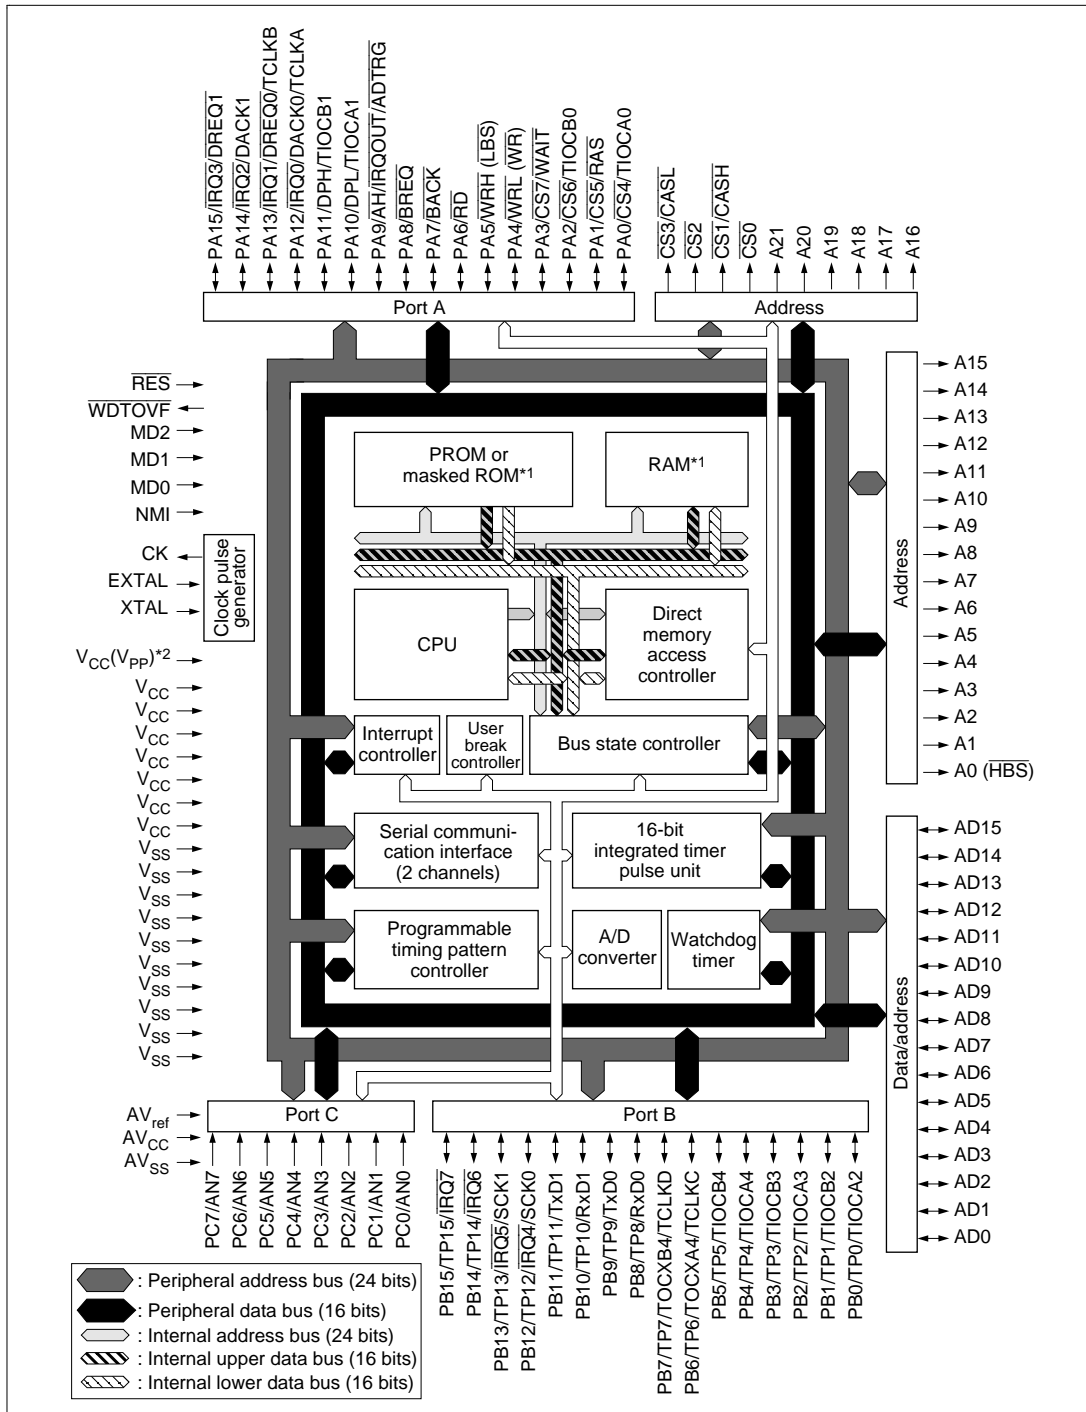 PA15/IRQ3/DREQ1
PA14/IRQ2/DACK1
PA13/IRQ1/DREQ0/TCLKB
PA12/IRQ0/DACK0/TCLKA
PA11/DPH/TIOCB1
PA10/DPL/TIOCA1
PA9/AH/IRQOUT/ADTRG
PA8/BREQ
PA7/BACK
PA6/RD
PA5/WRH (LBS)
PA4/WRL (WR)
PA3/CS7/WAIT
PA2/CS6/TIOCB0
PA1/CS5/RAS
PA0/CS4/TIOCA0
CS3/CASL
CS2
CS1/CASH
CS0
A21
A20
A19
A18
A17
A16
Port A
Address
RES
WDTOVF
MD2
MD1
MD0
NMI
CK
EXTAL
XTAL
Clock pulse
generator
VCC(VPP)*2
VCC
VCC
VCC
VCC
VCC
VCC
VCC
VSS
VSS
VSS
VSS
VSS
VSS
VSS
VSS
VSS
VSS
AVref
AVCC
AVSS
PROM or
masked ROM*1
RAM*1
CPU
Direct
memory
access
controller
Interrupt
controller
User
break
controller
Bus state controller
Serial communi-
cation interface
(2 channels)
16-bit
integrated timer
pulse unit
Programmable
timing pattern
controller
A/D
converter
Watchdog
timer
Address
A15
A14
A13
A12
A11
A10
A9
A8
A7
A6
A5
A4
A3
A2
A1
A0 (HBS)
Data/address
AD15
AD14
AD13
AD12
AD11
AD10
AD9
AD8
AD7
AD6
AD5
AD4
AD3
AD2
AD1
AD0
Port C
Port B
PC7/AN7
PC6/AN6
PC5/AN5
PC4/AN4
PC3/AN3
PC2/AN2
PC1/AN1
PC0/AN0
PB15/TP15/IRQ7
PB14/TP14/IRQ6
PB13/TP13/IRQ5/SCK1
PB12/TP12/IRQ4/SCK0
PB11/TP11/TxD1
PB10/TP10/RxD1
PB9/TP9/TxD0
PB8/TP8/RxD0
PB7/TP7/TOCXB4/TCLKD
PB6/TP6/TOCXA4/TCLKC
PB5/TP5/TIOCB4
PB4/TP4/TIOCA4
PB3/TP3/TIOCB3
PB2/TP2/TIOCA3
PB1/TP1/TIOCB2
PB0/TP0/TIOCA2
: Peripheral address bus (24 bits)
: Peripheral data bus (16 bits)
: Internal address bus (24 bits)
: Internal upper data bus (16 bits)
: Internal lower data bus (16 bits)